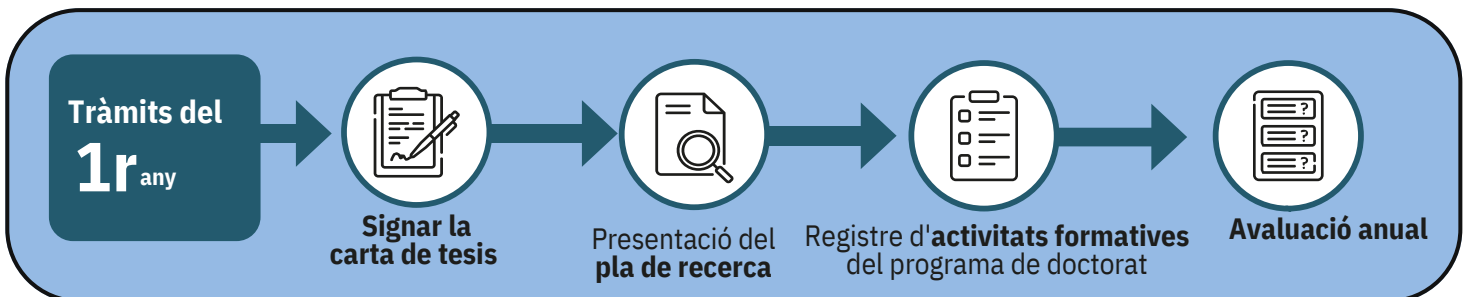 Tràmits del
1r any
Signar la
carta de tesis
Presentació del
pla de recerca
Registre d'activitats formatives
del programa de doctorat
?
?
?
Avaluació anual